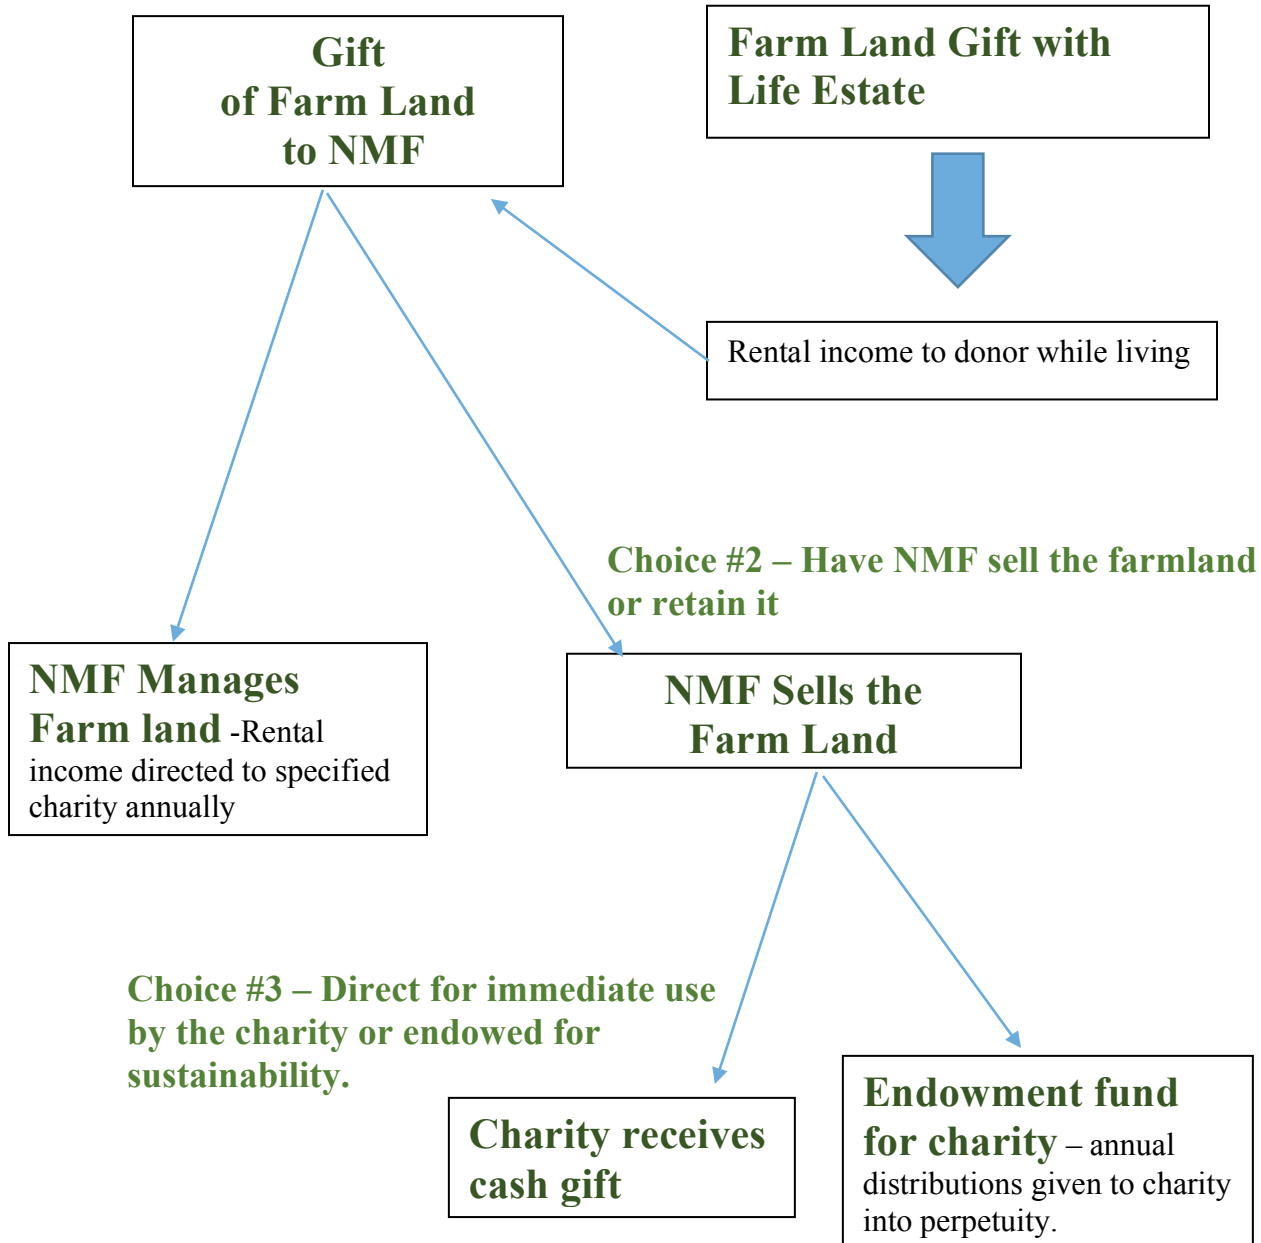 Gift
of Farm Land
to NMF
Farm Land Gift with
Life Estate
Rental income to donor while living
Choice #2 – Have NMF sell the farmland
or retain it
NMF Manages
Farm land -Rental
income directed to specified
charity annually
NMF Sells the
Farm Land
Choice #3 – Direct for immediate use
by the charity or endowed for
sustainability.
Charity receives
cash gift
Endowment fund
for charity – annual
distributions given to charity
into perpetuity.